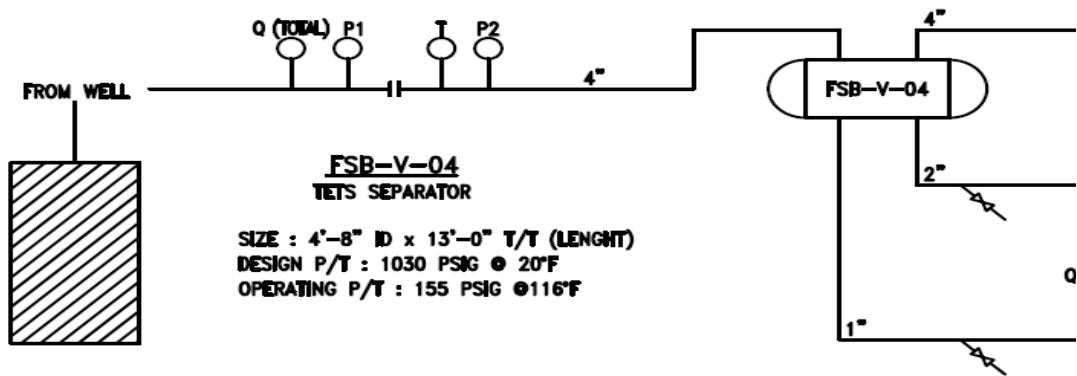 4"
Q (TOTAL) P1 T P2
4"
FROM WELL
FSB-V-04
FSB-V-04
TETS SEPARATOR
2"
SIZE : 4'-8" ID x 13'-0" T/T (LENGHT)
DESIGN P/T : 1030 PSIG @ 20°F
Q
OPERATING P/T : 155 PSIG @116°F
1"